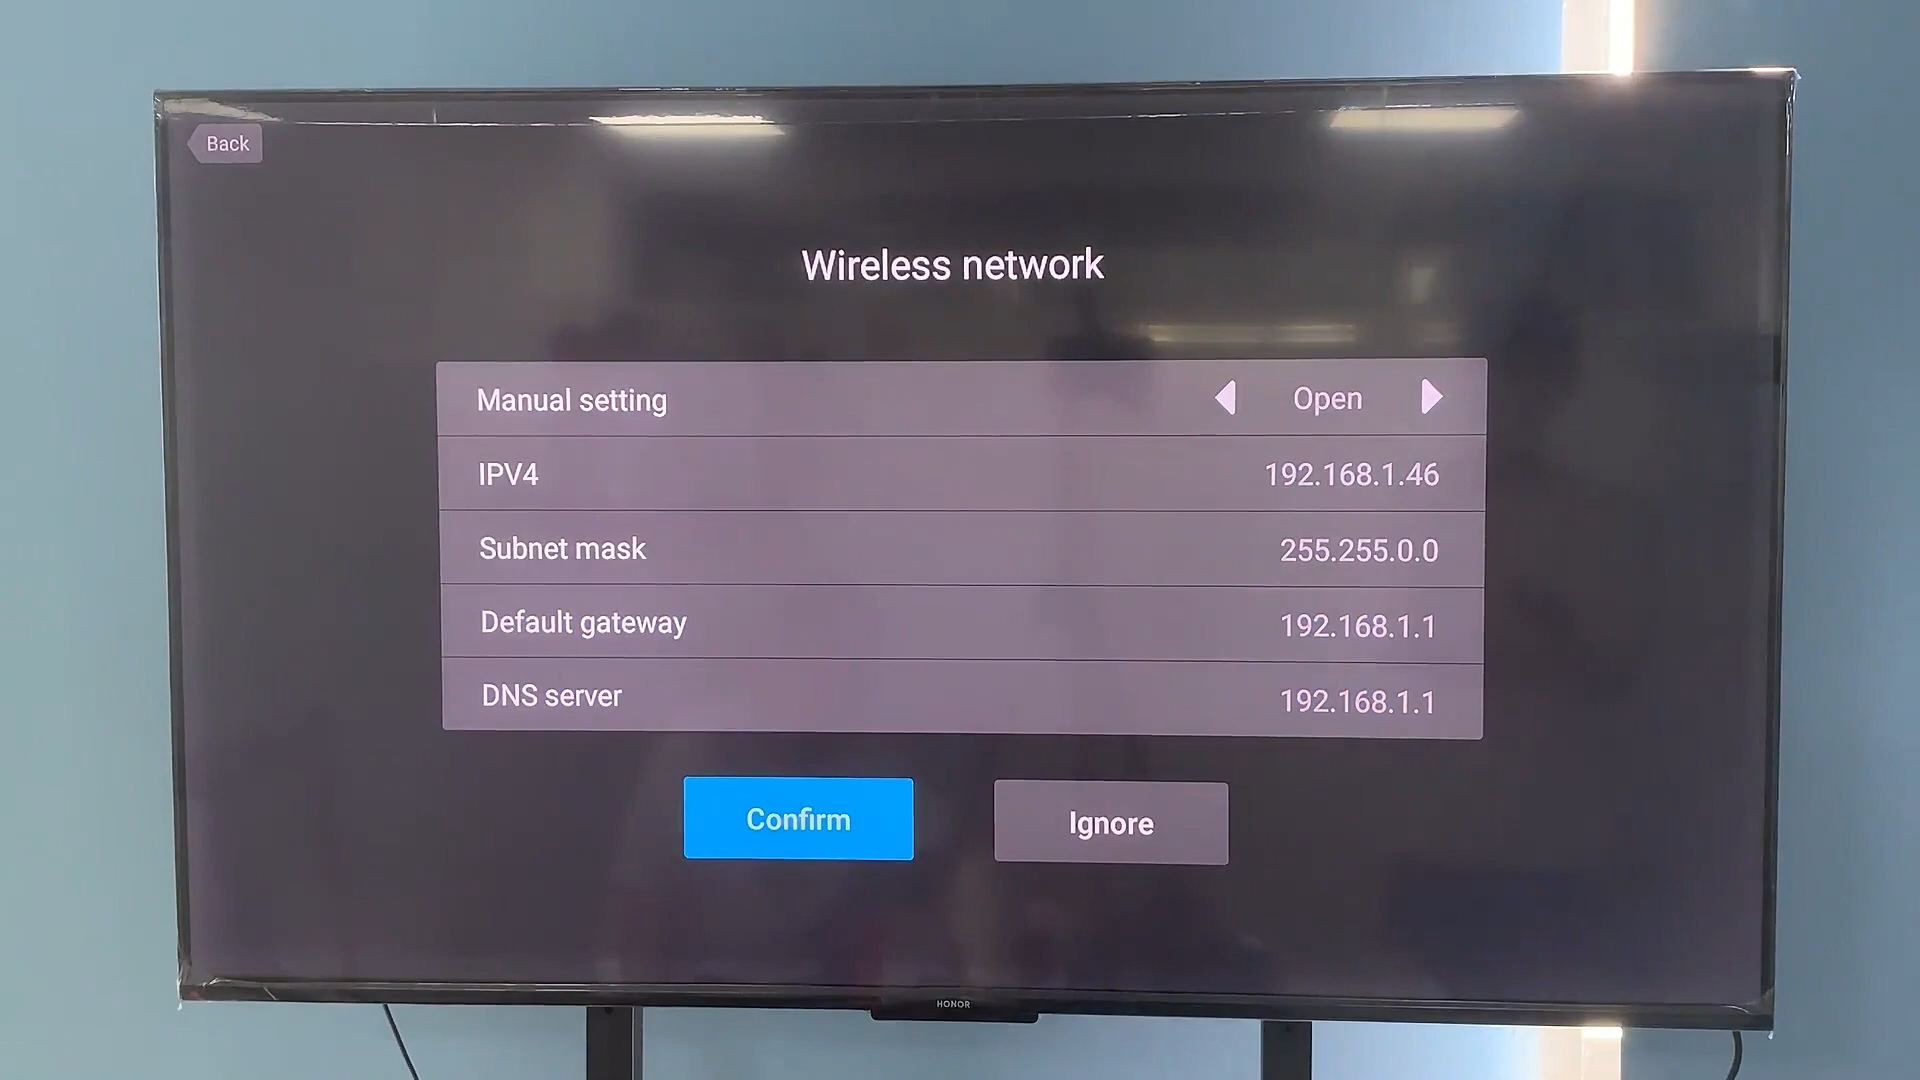 Back
Wireless network
Manual setting Open
IPV4 192.168.1.46
Subnet mask 255.255.0.0
Default gateway 192.168.1.1
DNS server 192.168.1.1
Confirm Ignore
HONOR